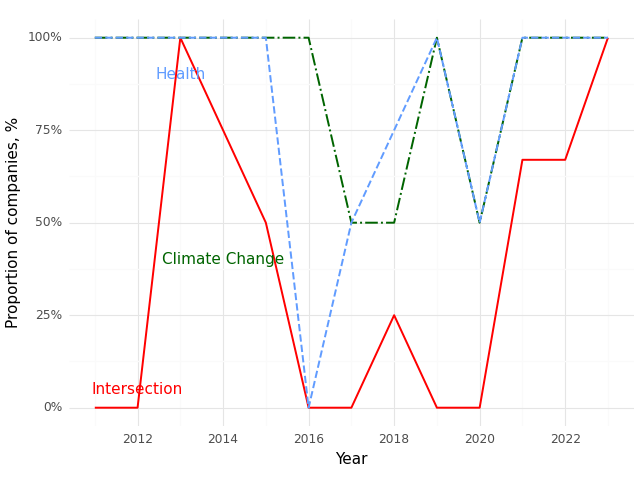 Proportion of companies, %
100%
75%
50%
25%
0%
Health
Climate Change
Intersection
2012 2014 2016 2018 2020 2022
Year